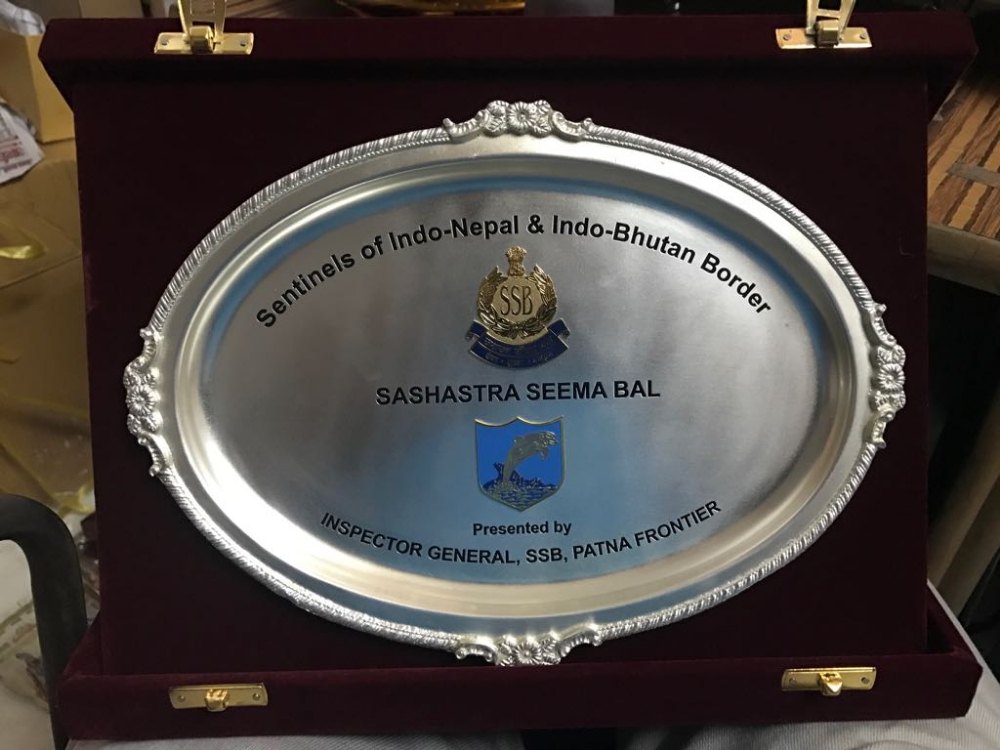 Sentinels of Indo-Nepal & Indo-Bhutan Border
SSB
SASHASTRA SEEMA BAL
Presented by
INSPECTOR GENERAL, SSB, PATNA FRONTIER